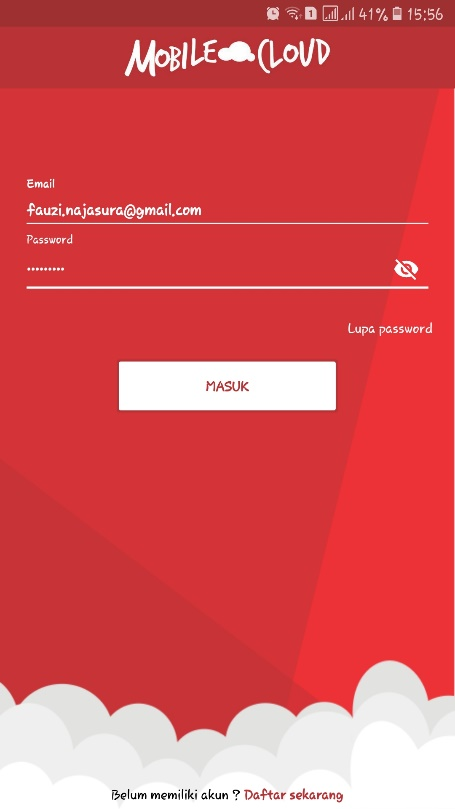 1 41% 15:56
MOBILE CLOUD
Email
fauzi.najasura@gmail.com
Password
•••••••••
Lupa password
MASUK
Belum memiliki akun ? Daftar sekarang